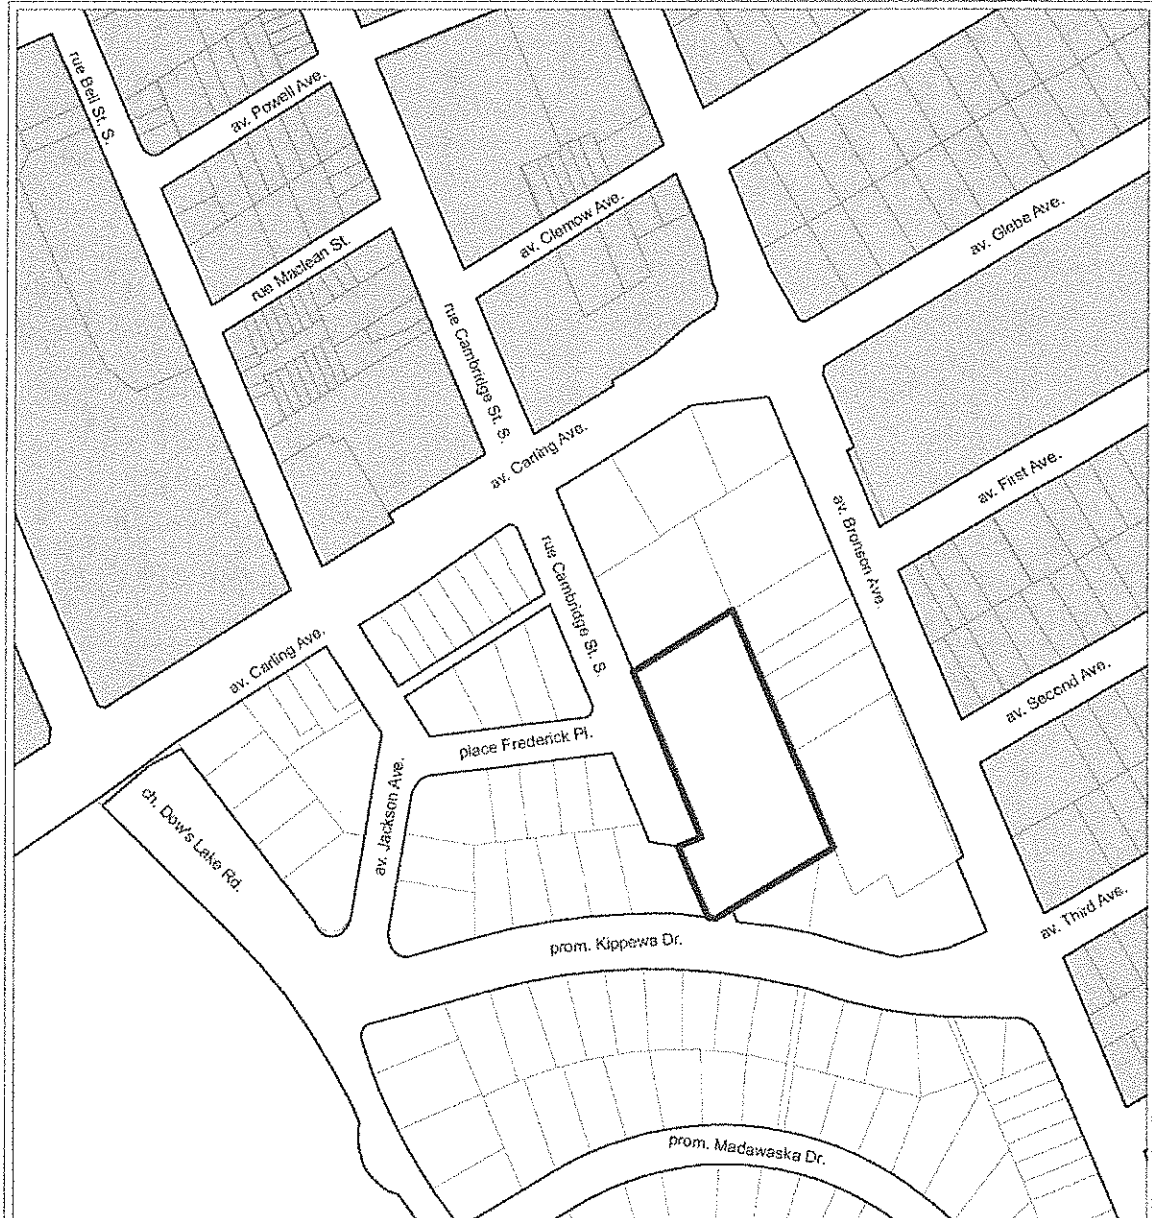 rue Bell St. S.
av. Powell Ave.
rue Maclean St.
av. Clemow Ave.
av. Glebe Ave.
rue Cambridge St. S.
av. Carling Ave.
av. First Ave.
av. Bronson Ave.
rue Cambridge St. S.
av. Carling Ave.
av. Second Ave.
place Frederick Pl.
ch. Dow's Lake Rd.
av. Jackson Ave.
av. Third Ave.
prom. Kippewa Dr.
prom. Madawaska Dr.